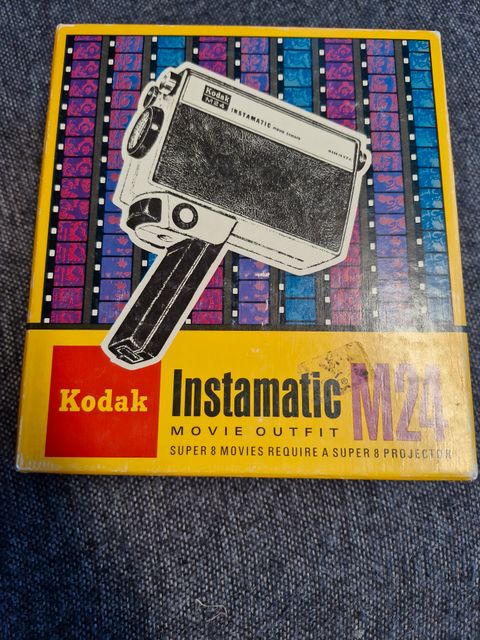 Kodak
M24
INSTAMATIC movie camera
Kodak
Instamatic M24
MOVIE OUTFIT
SUPER 8 MOVIES REQUIRE A SUPER 8 PROJECTOR